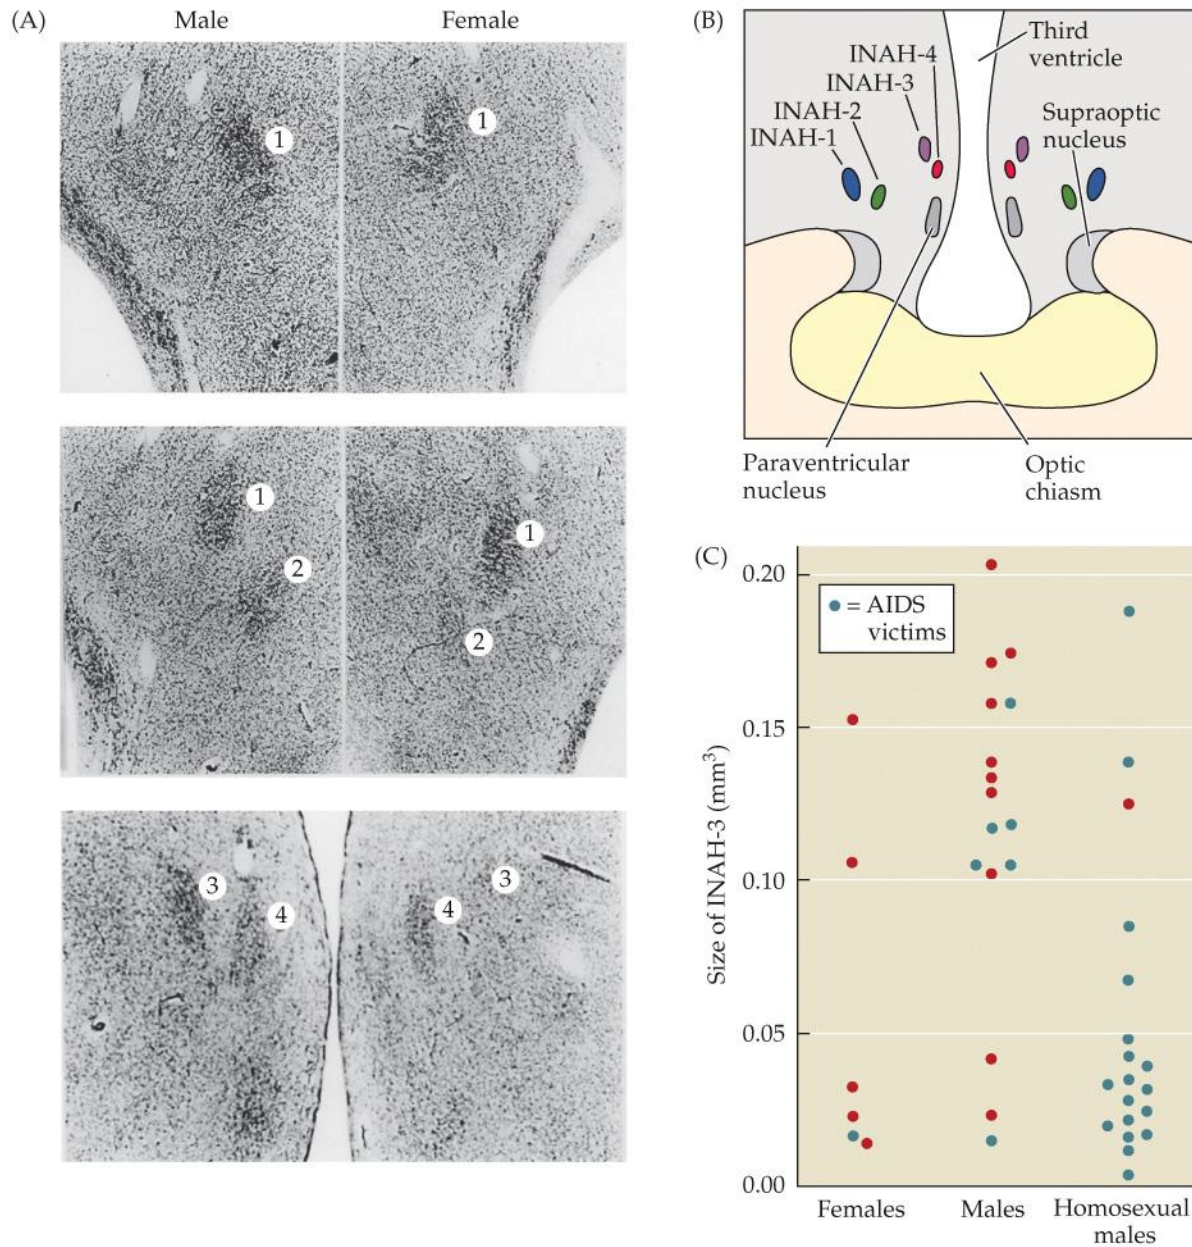 (A)
Male
Female
1
1
1
2
1
2
3
4
4
3
(B)
INAH-4
INAH-3
INAH-2
INAH-1
Third
ventricle
Supraoptic
nucleus
Paraventricular
nucleus
Optic
chiasm
(C)
= AIDS
victims
Size of INAH-3 (mm³)
0.20
0.15
0.10
0.05
0.00
Females
Males
Homosexual
males